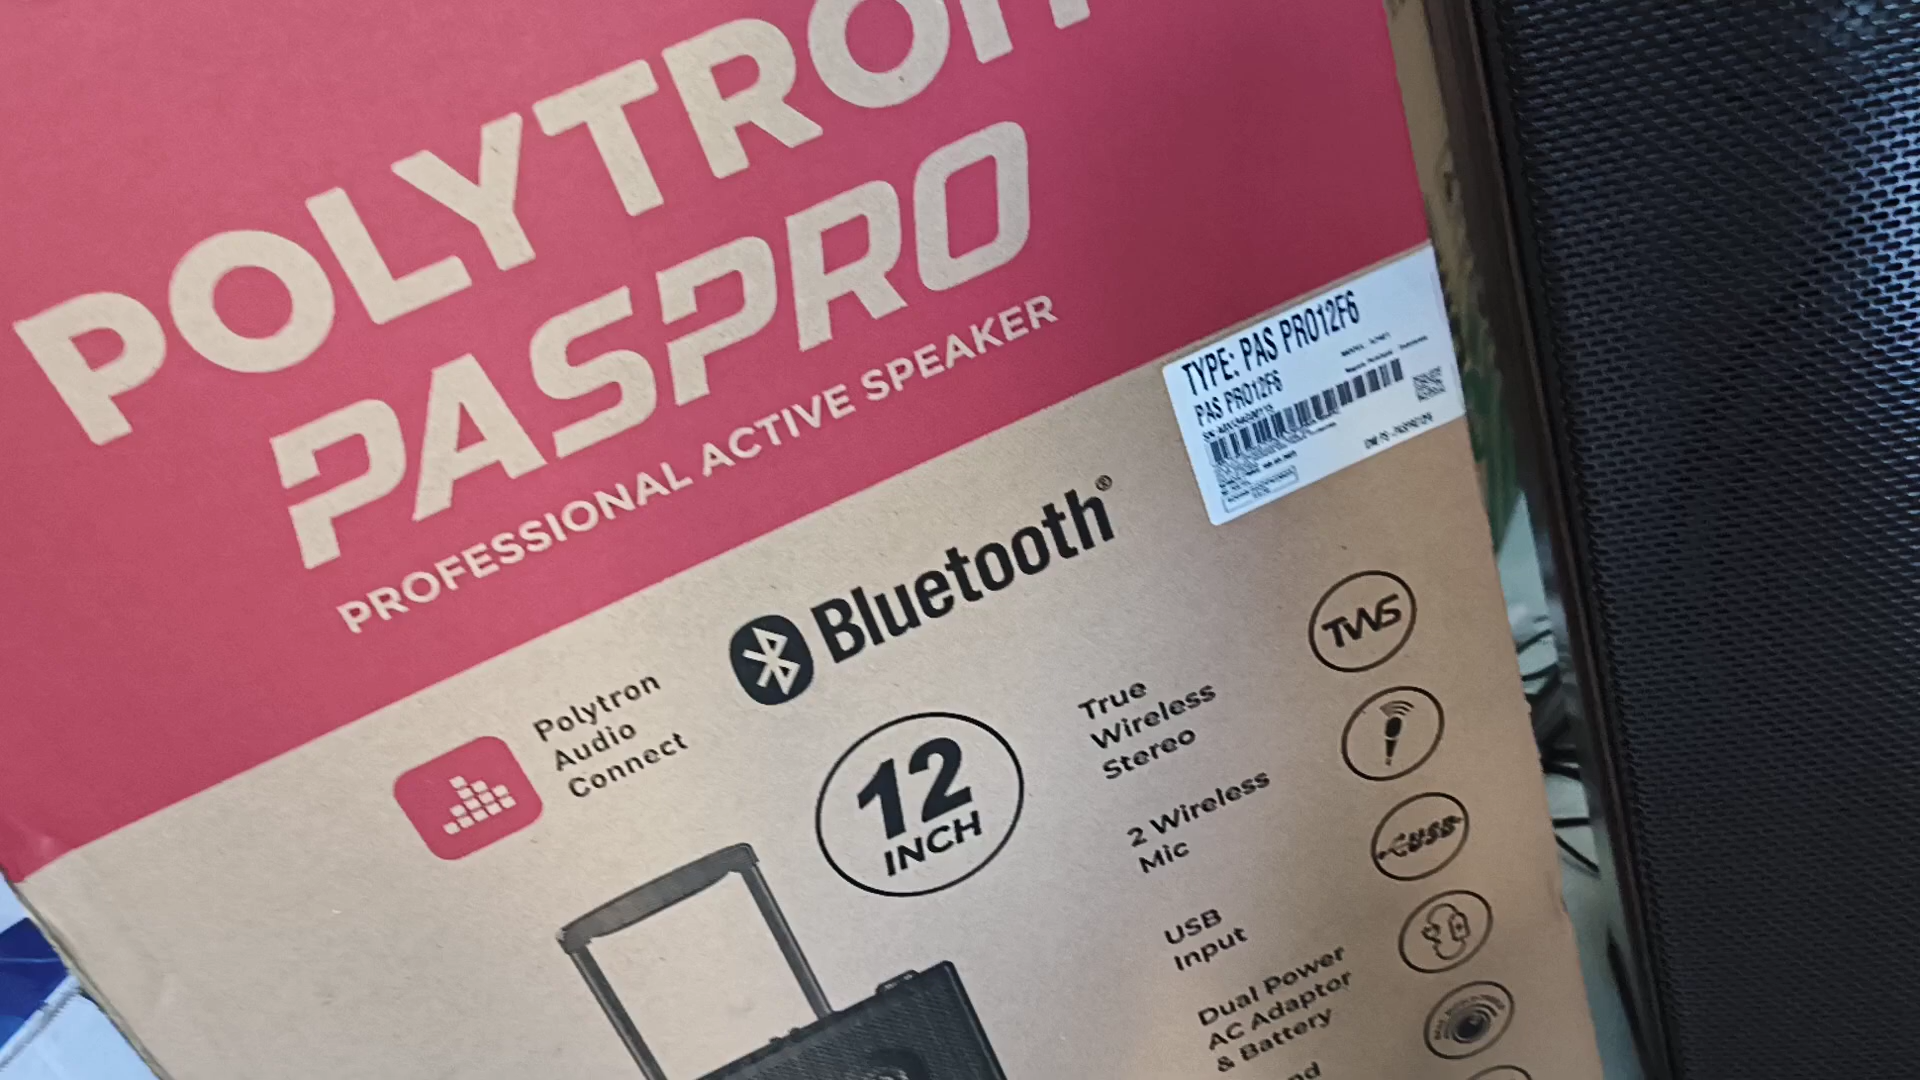 POLYTRON
PASPRO
PROFESSIONAL ACTIVE SPEAKER
TYPE: PAS PRO12F6
PAS PRO12F6
Bluetooth®
Polytron
Audio
Connect
12
INCH
True
Wireless
Stereo
TWS
2 Wireless
Mic
USB
Input
USB
Dual Power
AC Adaptor
& Battery